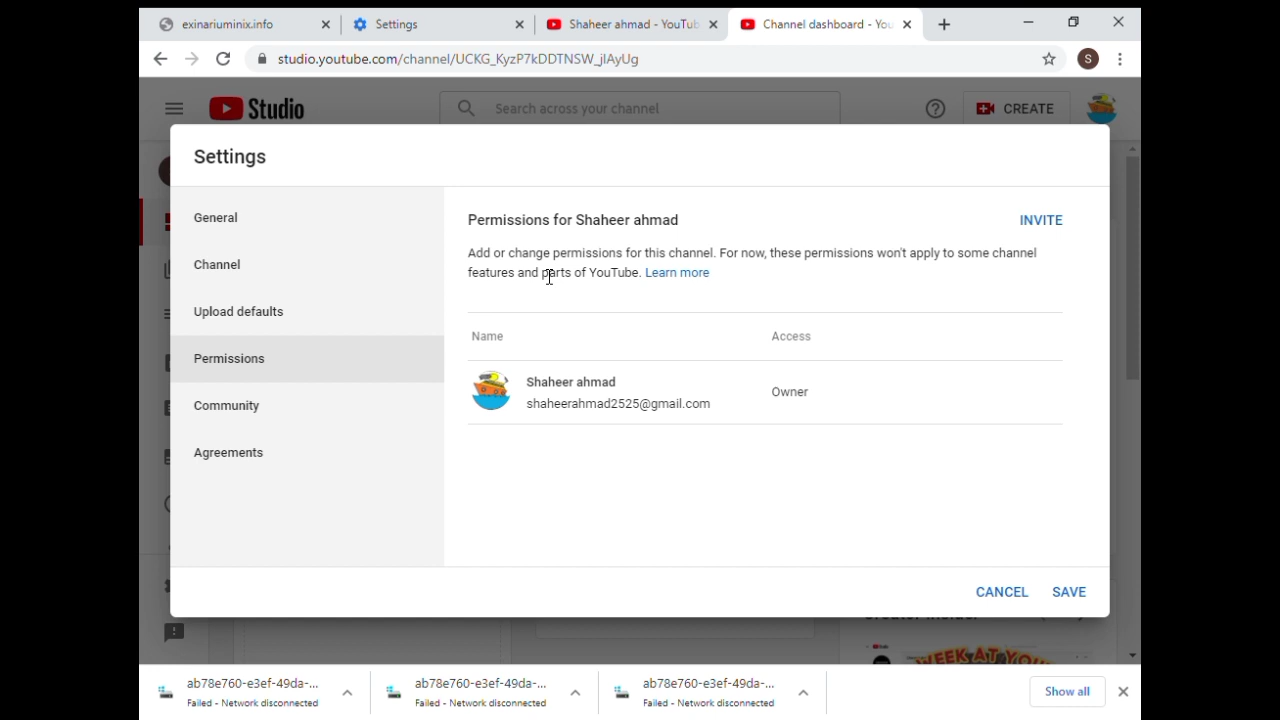 exinariuminix.info
Settings
Shaheer ahmad - YouTub
Channel dashboard - You
studio.youtube.com/channel/UCKG_KyzP7kDDTNSW_jIAyUg
S
Studio
Search across your channel
CREATE
Settings
General
Channel
Upload defaults
Permissions
Community
Agreements
Permissions for Shaheer ahmad
INVITE
Add or change permissions for this channel. For now, these permissions won't apply to some channel
features and parts of YouTube. Learn more
Name
Access
Shaheer ahmad
shaheerahmad2525@gmail.com
Owner
CANCEL
SAVE
WEEK AT YOU
ab78e760-e3ef-49da-...
Failed - Network disconnected
ab78e760-e3ef-49da-...
Failed - Network disconnected
ab78e760-e3ef-49da-...
Failed - Network disconnected
Show all